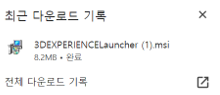 최근 다운로드 기록
3DEXPERIENCELauncher (1).msi
8.2MB • 완료
전체 다운로드 기록